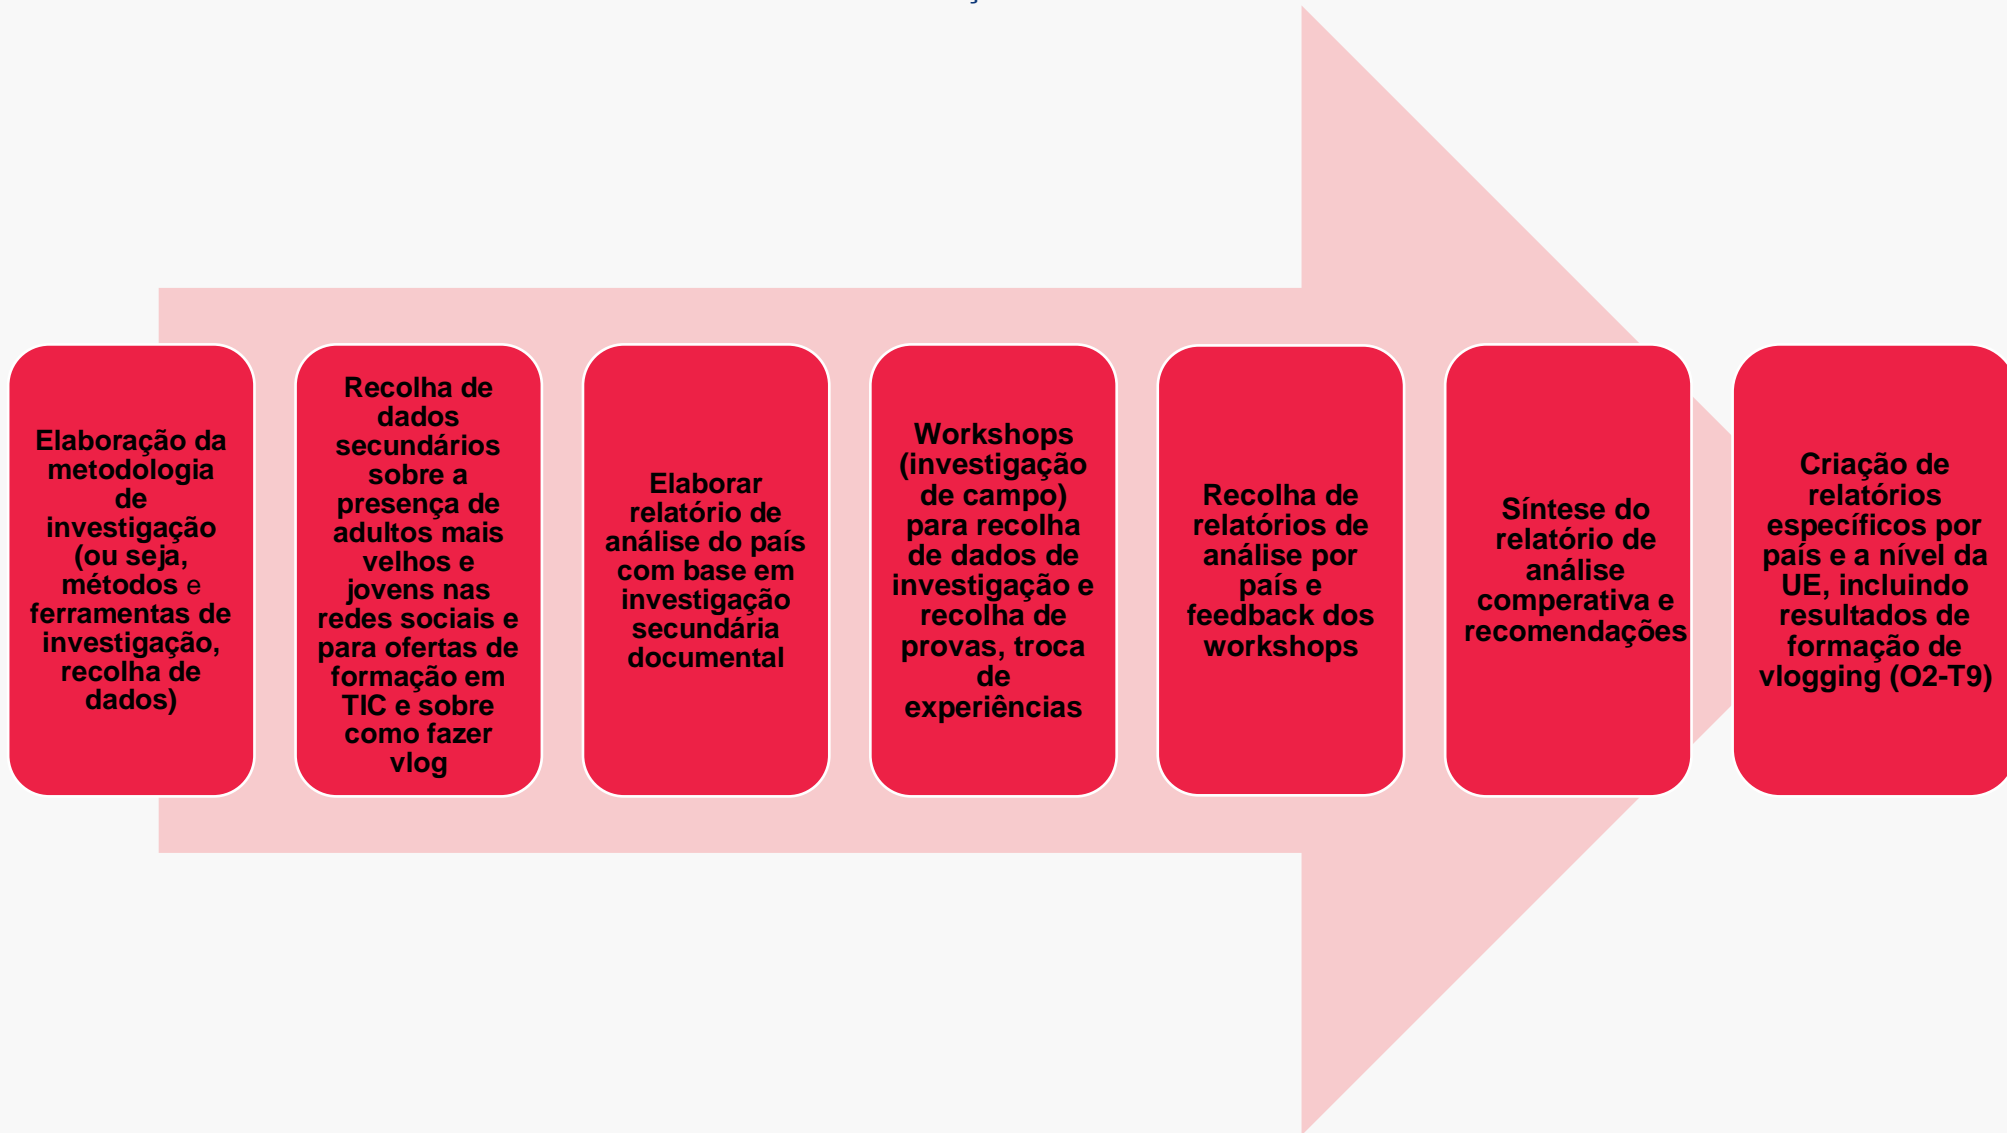 Elaboração da
metodologia
de
investigação
(ou seja,
métodos e
ferramentas de
investigação,
recolha de
dados)
Recolha de
dados
secundários
sobre a
presença de
adultos mais
velhos e
jovens nas
redes sociais e
para ofertas de
formação em
TIC e sobre
como fazer
vlog
Elaborar
relatório de
análise do país
com base em
investigação
secundária
documental
Workshops
(investigação
de campo)
para recolha
de dados de
investigação e
recolha de
provas, troca
de
experiências
Recolha de
relatórios de
análise por
país e
feedback dos
workshops
Síntese do
relatório de
análise
comperativa e
recomendações
Criação de
relatórios
específicos por
país e a nível da
UE, incluindo
resultados de
formação de
vlogging (O2-T9)